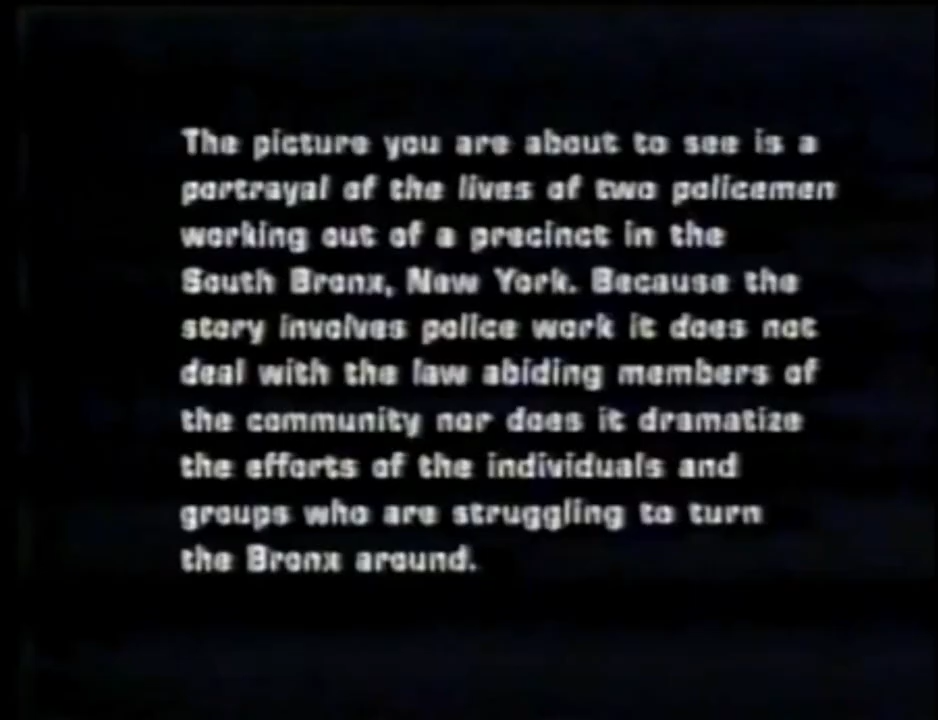 The picture you are about to see is a
portrayal of the lives of two policemen
working out of a precinct in the
South Bronx, New York. Because the
story involves police work it does not
deal with the law abiding members of
the community nor does it dramatize
the efforts of the individuals and
groups who are struggling to turn
the Bronx around.